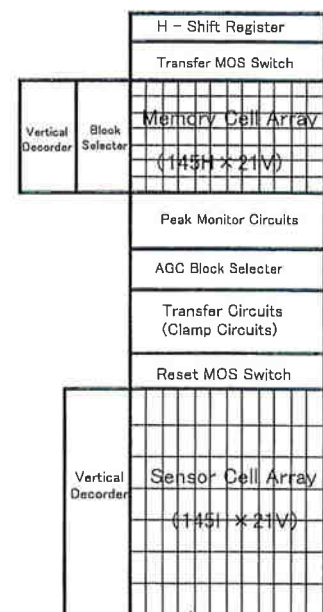 H - Shift Register
Transfer MOS Switch
Vertical
Decorder
Block
Selecter
Memory Cell Array
(145H × 21V)
Peak Monitor Circuits
AGC Block Selecter
Transfer Circuits
(Clamp Circuits)
Reset MOS Switch
Vertical
Decorder
Sensor Cell Array
(145H × 21V)